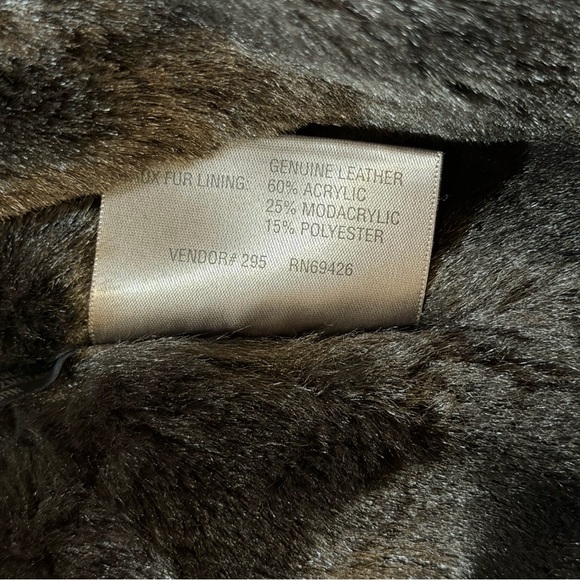 GENUINE LEATHER
UX FUR LINING: 60% ACRYLIC
25% MODACRYLIC
15% POLYESTER
VENDOR# 295 RN69426